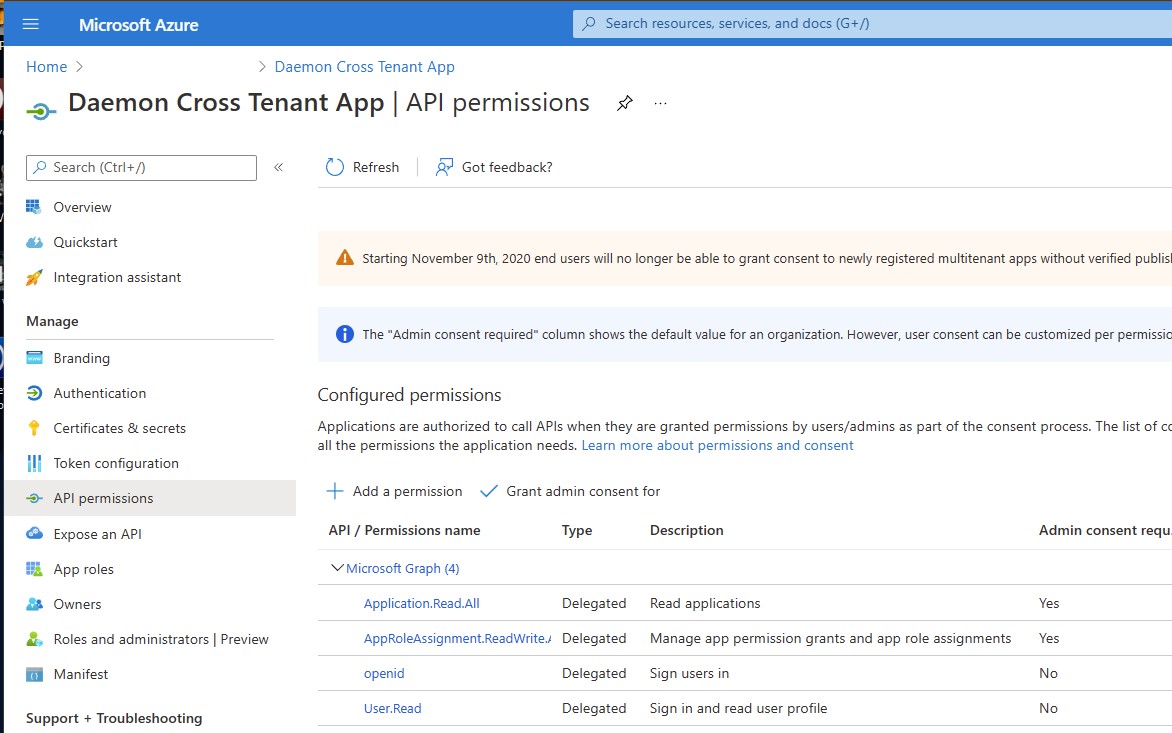 Microsoft Azure
Search resources, services, and docs (G+/)
Home > > Daemon Cross Tenant App
Daemon Cross Tenant App | API permissions ...
Search (Ctrl+/) «
Overview
Quickstart
Integration assistant
Manage
Branding
Authentication
Certificates & secrets
Token configuration
API permissions
Expose an API
App roles
Owners
Roles and administrators | Preview
Manifest
Support + Troubleshooting
Refresh | Got feedback?
Starting November 9th, 2020 end users will no longer be able to grant consent to newly registered multitenant apps without verified publish
The "Admin consent required" column shows the default value for an organization. However, user consent can be customized per permissio
Configured permissions
Applications are authorized to call APIs when they are granted permissions by users/admins as part of the consent process. The list of co
all the permissions the application needs. Learn more about permissions and consent
Add a permission Grant admin consent for
API / Permissions name Type Description Admin consent requ.
Microsoft Graph (4)
Application.Read.All Delegated Read applications Yes
AppRoleAssignment.ReadWrite.A Delegated Manage app permission grants and app role assignments Yes
openid Delegated Sign users in No
User.Read Delegated Sign in and read user profile No